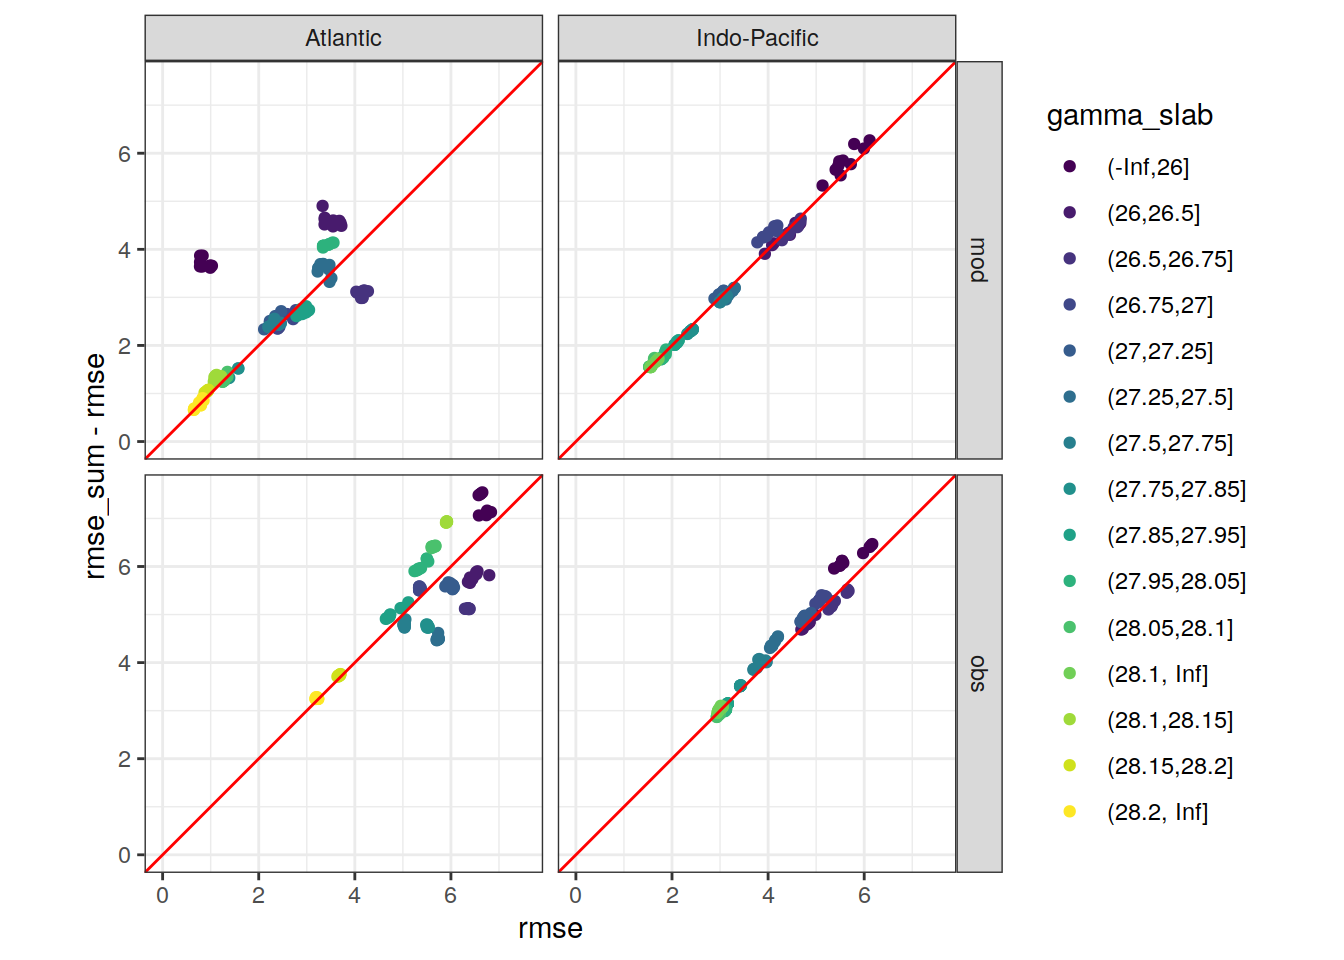 Atlantic
Indo-Pacific
mod
obs
6
4
2
0
6
4
2
0
rmse_sum - rmse
0 2 4 6
0 2 4 6
rmse
gamma_slab
(-Inf,26]
(26,26.5]
(26.5,26.75]
(26.75,27]
(27,27.25]
(27.25,27.5]
(27.5,27.75]
(27.75,27.85]
(27.85,27.95]
(27.95,28.05]
(28.05,28.1]
(28.1, Inf]
(28.1,28.15]
(28.15,28.2]
(28.2, Inf]